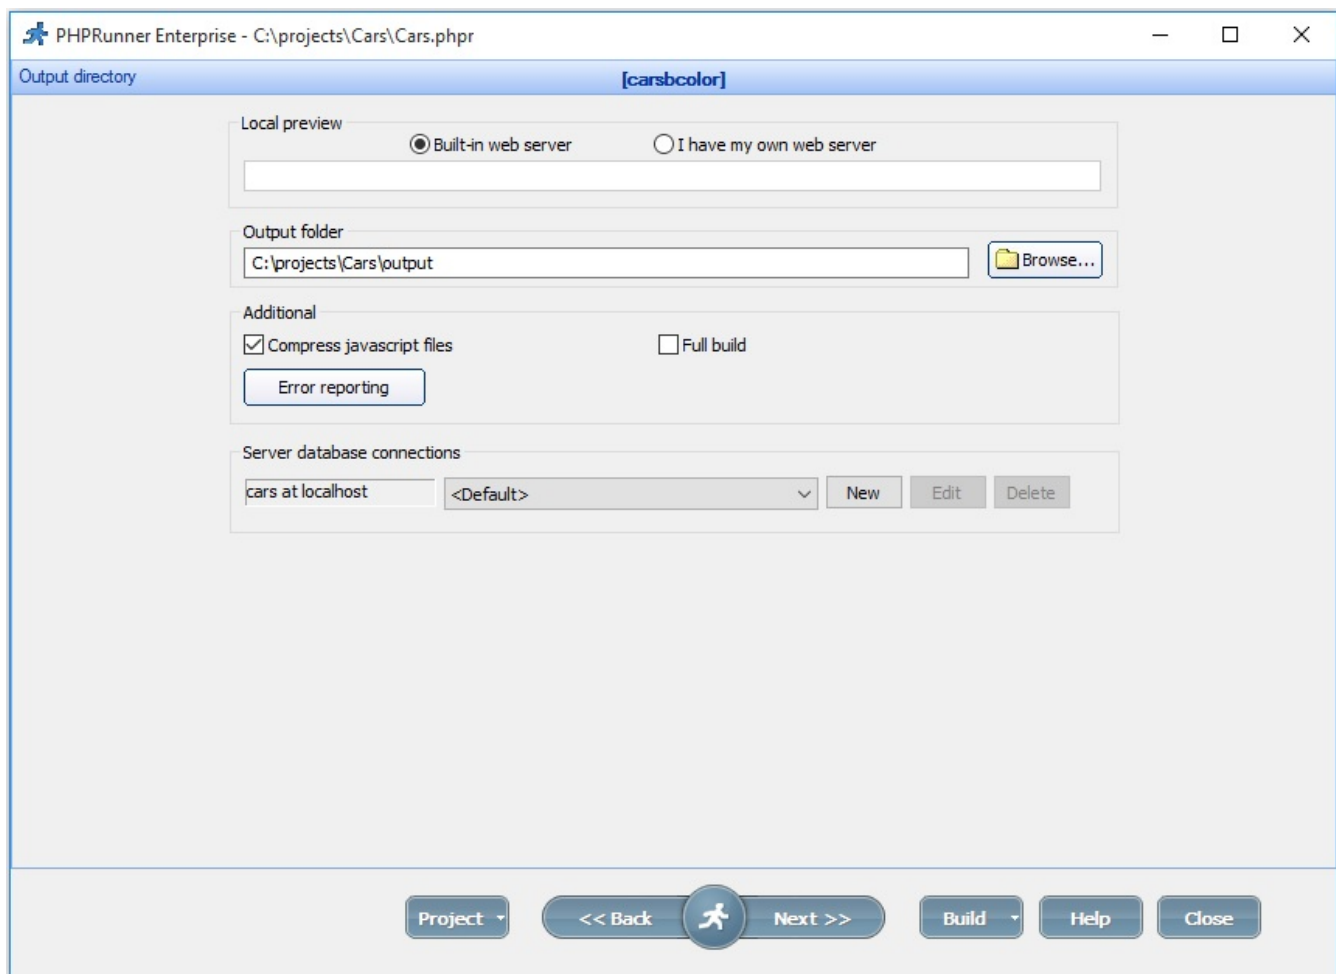 PHPRunner Enterprise - C:\projects\Cars\Cars.phpr
Output directory
[carsbcolor]
Local preview
Built-in web server
I have my own web server
Output folder
C:\projects\Cars\output
Browse...
Additional
Compress javascript files
Full build
Error reporting
Server database connections
cars at localhost
<Default>
New
Edit
Delete
Project
<< Back
Next >>
Build
Help
Close